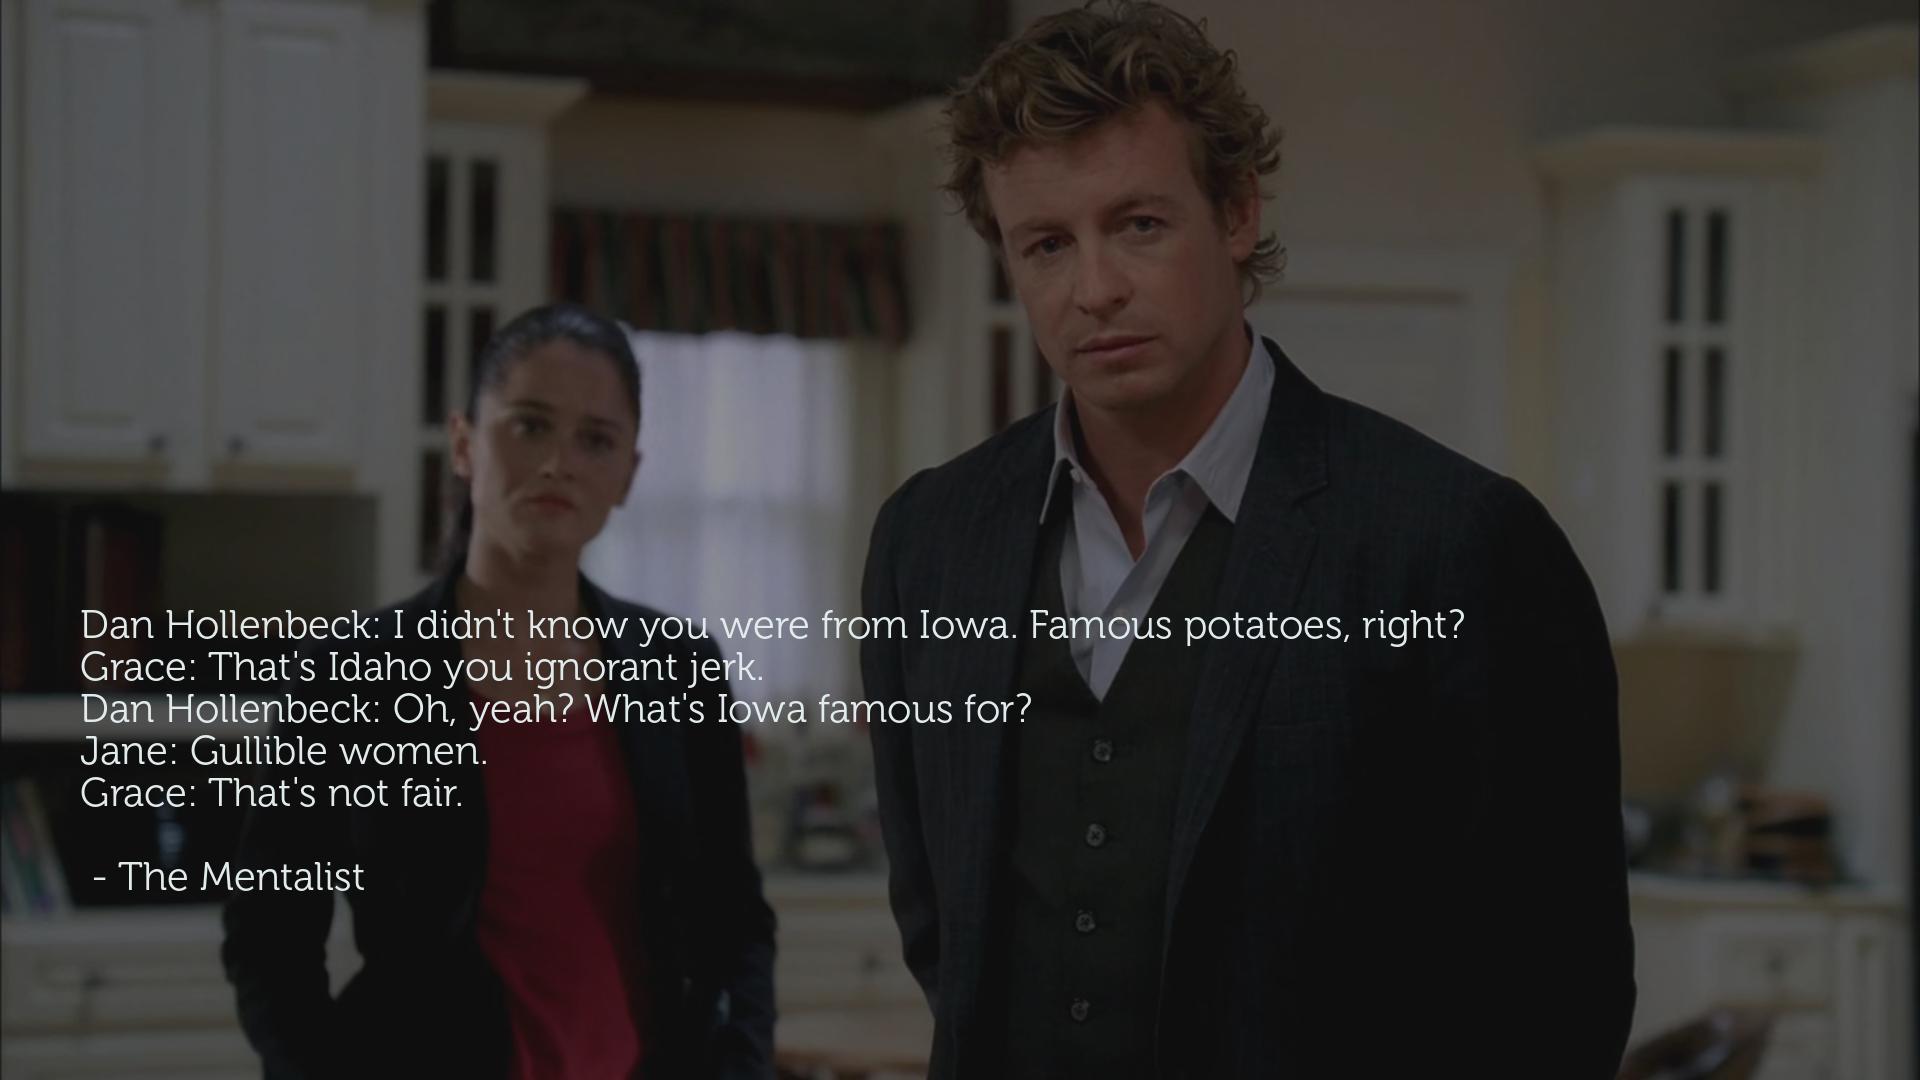 Dan Hollenbeck: I didn't know you were from Iowa. Famous potatoes, right?
Grace: That's Idaho you ignorant jerk.
Dan Hollenbeck: Oh, yeah? What's Iowa famous for?
Jane: Gullible women.
Grace: That's not fair.
- The Mentalist